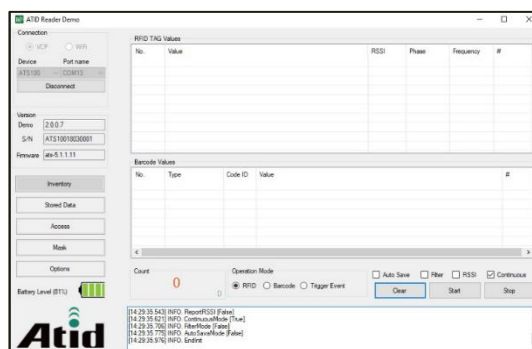 ATID Reader Demo
Connection
VCP WiFi
Device Port name
ATS100 COM13
Disconnect
Version
Demo 2.0.0.7
S/N ATS10018030001
Firmware ats-5.1.1.11
Inventory
Stored Data
Access
Mask
Options
Battery Level (81%)
Atid
RFID TAG Values
No. Value RSSI Phase Frequency #
Barcode Values
No. Type Code ID Value #
Count
0
0
Operation Mode
RFID Barcode Trigger Event
Auto Save Filter RSSI Continuous
Clear Start Stop
[14:29:35.543] INFO. ReportRSSI [False]
[14:29:35.621] INFO. ContinuousMode [True]
[14:29:35.706] INFO. FilterMode [False]
[14:29:35.775] INFO. AutoSaveMode [False]
[14:29:35.976] INFO. EndInit